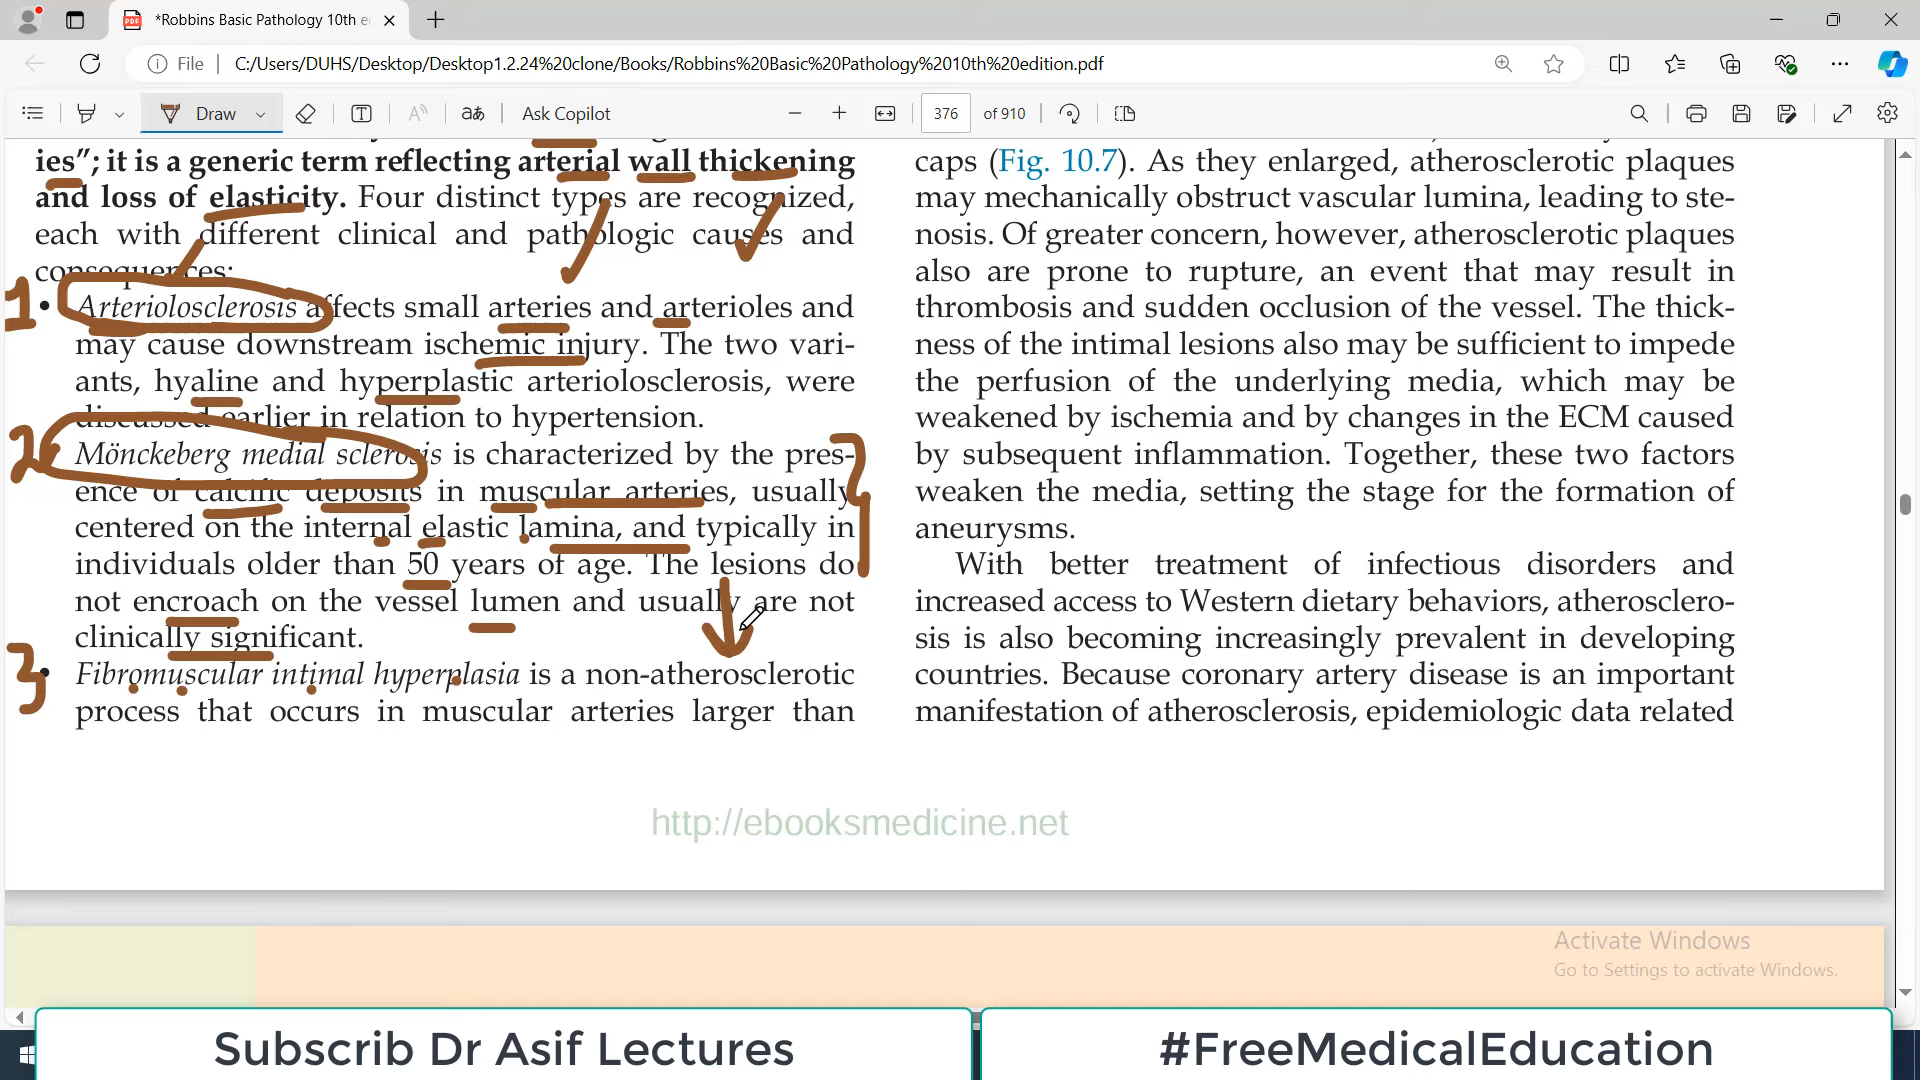 *Robbins Basic Pathology 10th e
File
C:/Users/DUHS/Desktop/Desktop1.2.24%20clone/Books/Robbins%20Basic%20Pathology%2010th%20edition.pdf
Draw
Ask Copilot
376 of 910
ies”; it is a generic term reflecting arterial wall thickening
and loss of elasticity. Four distinct types are recognized,
each with different clinical and pathologic causes and
consequences:
1 • Arteriolosclerosis affects small arteries and arterioles and
may cause downstream ischemic injury. The two vari-
ants, hyaline and hyperplastic arteriolosclerosis, were
discussed earlier in relation to hypertension.
2 Mönckeberg medial sclerosis is characterized by the pres-
ence of calcific deposits in muscular arteries, usually
centered on the internal elastic lamina, and typically in
individuals older than 50 years of age. The lesions do
not encroach on the vessel lumen and usually are not
clinically significant.
3 • Fibromuscular intimal hyperplasia is a non-atherosclerotic
process that occurs in muscular arteries larger than
caps (Fig. 10.7). As they enlarged, atherosclerotic plaques
may mechanically obstruct vascular lumina, leading to ste-
nosis. Of greater concern, however, atherosclerotic plaques
also are prone to rupture, an event that may result in
thrombosis and sudden occlusion of the vessel. The thick-
ness of the intimal lesions also may be sufficient to impede
the perfusion of the underlying media, which may be
weakened by ischemia and by changes in the ECM caused
by subsequent inflammation. Together, these two factors
weaken the media, setting the stage for the formation of
aneurysms.
With better treatment of infectious disorders and
increased access to Western dietary behaviors, atherosclero-
sis is also becoming increasingly prevalent in developing
countries. Because coronary artery disease is an important
manifestation of atherosclerosis, epidemiologic data related
http://ebooksmedicine.net
Activate Windows
Go to Settings to activate Windows.
Subscrib Dr Asif Lectures
#FreeMedicalEducation